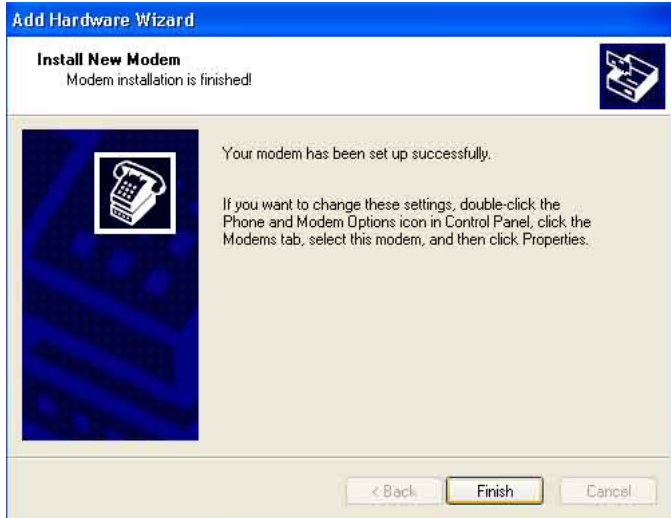 Add Hardware Wizard
Install New Modem
Modem installation is finished!
Your modem has been set up successfully.
If you want to change these settings, double-click the
Phone and Modem Options icon in Control Panel, click the
Modems tab, select this modem, and then click Properties.
< Back
Finish
Cancel